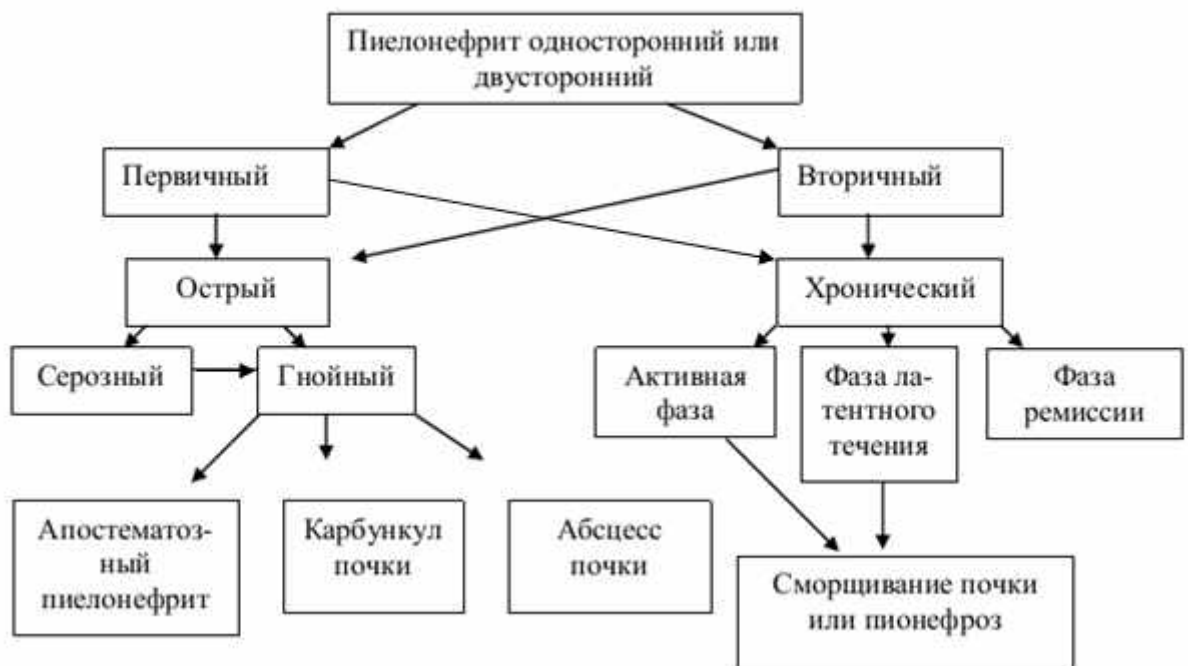 Пиелонефрит односторонний или
двусторонний
Первичный
Вторичный
Острый
Хронический
Серозный
Гнойный
Активная
фаза
Фаза ла-
тентного
течения
Фаза
ремиссии
Апостематоз-
ный
пиелонефрит
Карбункул
почки
Абсцесс
почки
Сморщивание почки
или пионефроз